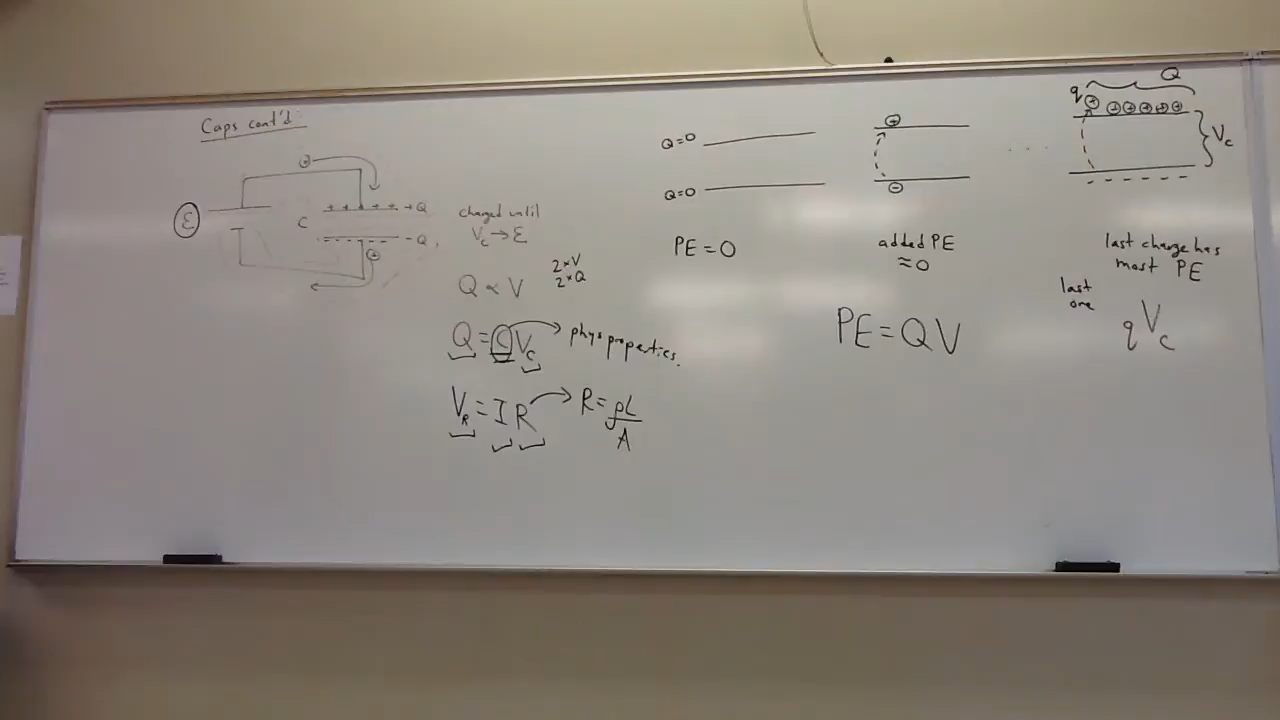 Caps cont'd
+
ε
C
+ + + + + +Q
- - - - - -Q
+
charged until
Vc → ε
Q ∝ V
2×V
2×Q
Q = C Vc → phys properties.
V_R = I R → R = ρL/A
Q=0
Q=0
PE=0
+
-
added PE
≈0
PE = QV
. . . .
q + Q
+ + + + +
Vc
- - - - - -
last charge has
most PE
last
one
q Vc